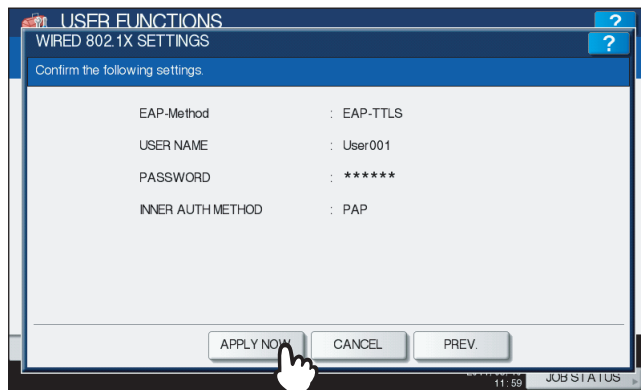 USER FUNCTIONS
?
WIRED 802.1X SETTINGS
?
Confirm the following settings.
EAP-Method : EAP-TTLS
USER NAME : User001
PASSWORD : ******
INNER AUTH METHOD : PAP
APPLY NOW
CANCEL
PREV.
11:59
JOB STATUS